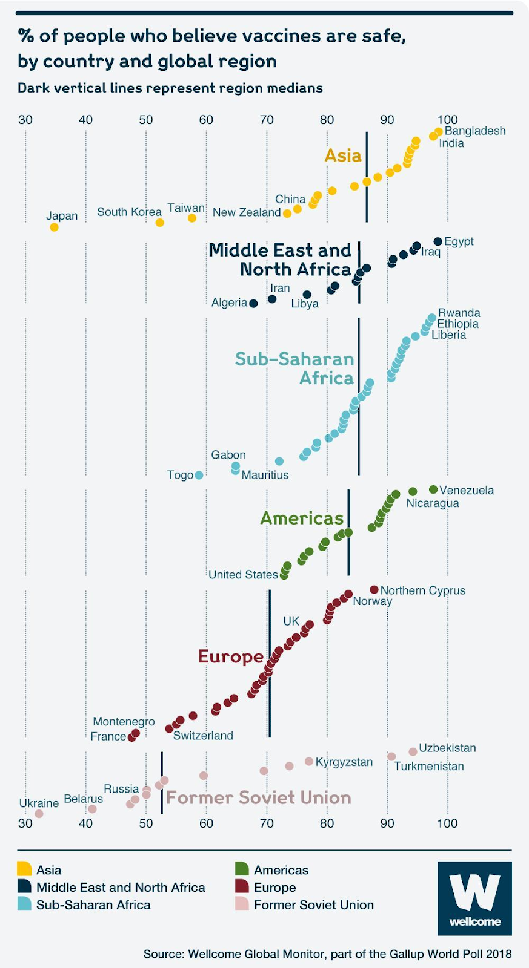 % of people who believe vaccines are safe,
by country and global region
Dark vertical lines represent region medians
30 40 50 60 70 80 90 100
Bangladesh
India
Asia
China
Taiwan
South Korea
New Zealand
Japan
Middle East and
North Africa
Egypt
Iraq
Iran
Algeria
Libya
Rwanda
Ethiopia
Liberia
Sub-Saharan
Africa
Gabon
Togo
Mauritius
Venezuela
Nicaragua
Americas
United States
Northern Cyprus
Norway
UK
Europe
Montenegro
France
Switzerland
Uzbekistan
Kyrgyzstan
Turkmenistan
Russia
Former Soviet Union
Belarus
Ukraine
30 40 50 60 70 80 90 100
Asia
Middle East and North Africa
Sub-Saharan Africa
Americas
Europe
Former Soviet Union
W
wellcome
Source: Wellcome Global Monitor, part of the Gallup World Poll 2018